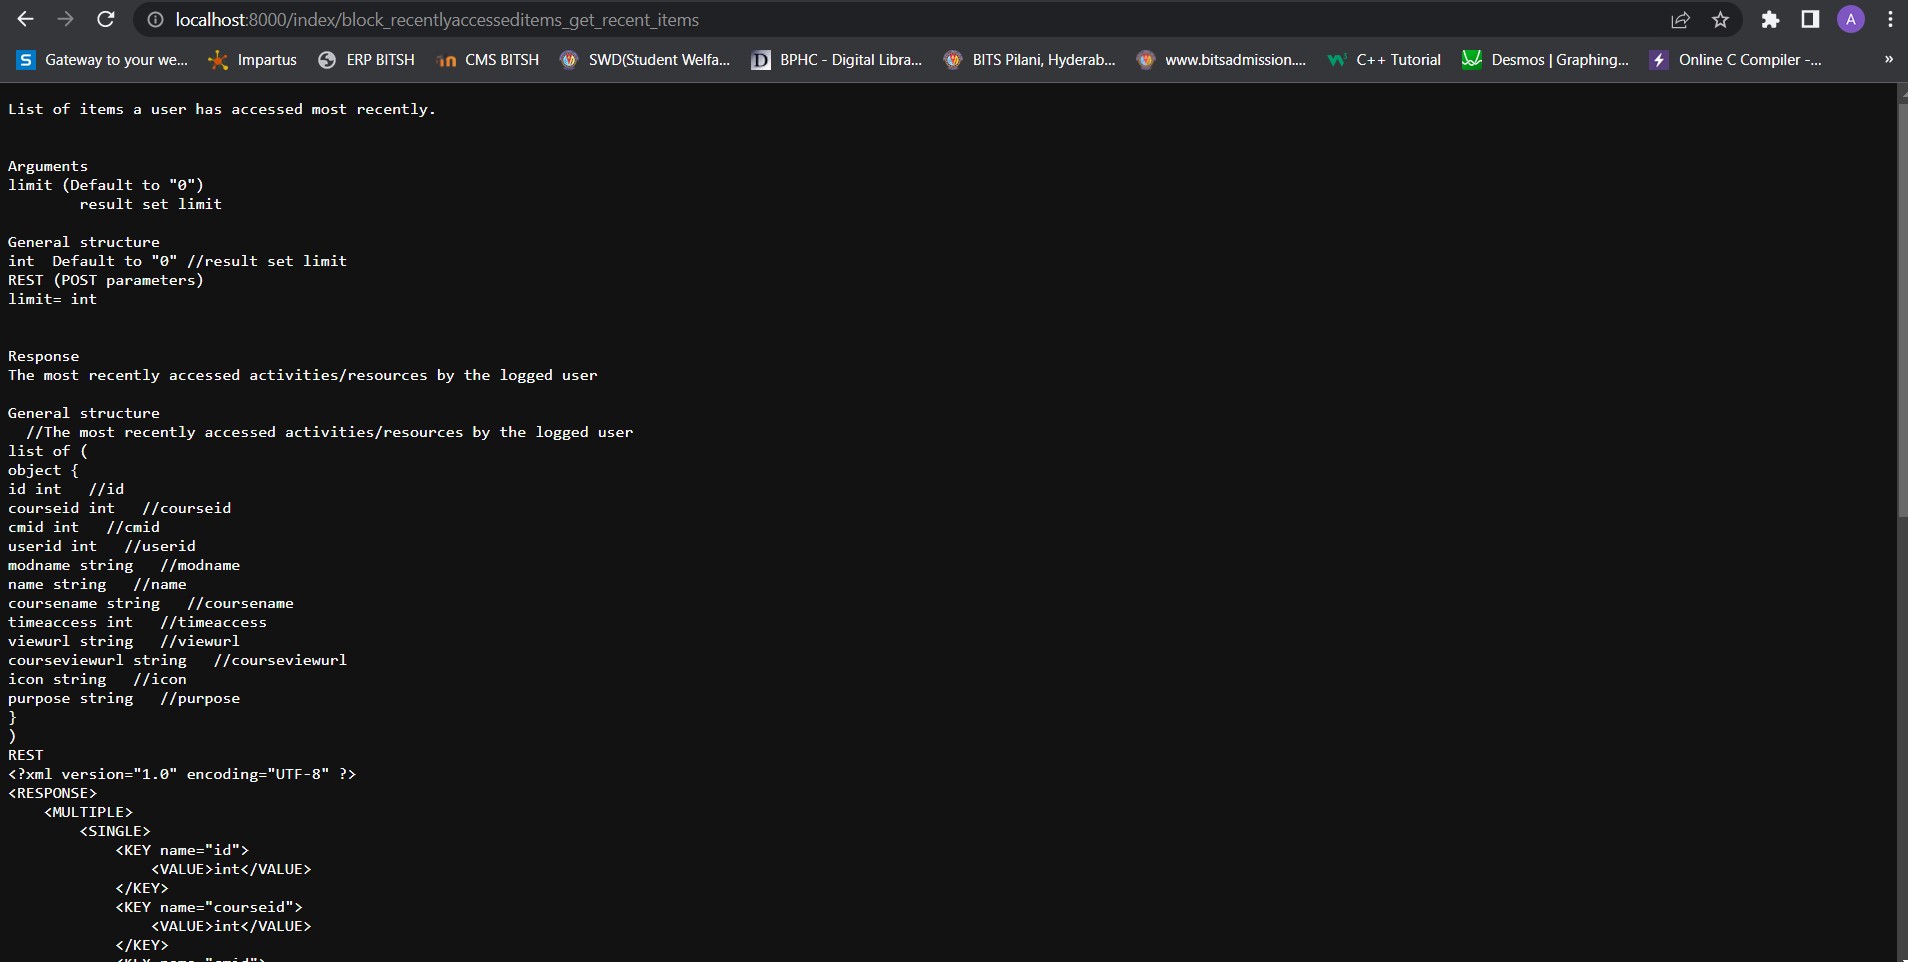 localhost:8000/index/block_recentlyaccesseditems_get_recent_items
A
S Gateway to your we... Impartus ERP BITSH in CMS BITSH SWD(Student Welfa... D BPHC - Digital Libra... BITS Pilani, Hyderab... www.bitsadmission.... C++ Tutorial Desmos | Graphing... Online C Compiler -... »
List of items a user has accessed most recently.
Arguments
limit (Default to "0")
result set limit
General structure
int Default to "0" //result set limit
REST (POST parameters)
limit= int
Response
The most recently accessed activities/resources by the logged user
General structure
//The most recently accessed activities/resources by the logged user
list of (
object {
id int //id
courseid int //courseid
cmid int //cmid
userid int //userid
modname string //modname
name string //name
coursename string //coursename
timeaccess int //timeaccess
viewurl string //viewurl
courseviewurl string //courseviewurl
icon string //icon
purpose string //purpose
}
)
REST
<?xml version="1.0" encoding="UTF-8" ?>
<RESPONSE>
<MULTIPLE>
<SINGLE>
<KEY name="id">
<VALUE>int</VALUE>
</KEY>
<KEY name="courseid">
<VALUE>int</VALUE>
</KEY>
<KEY name="cmid">